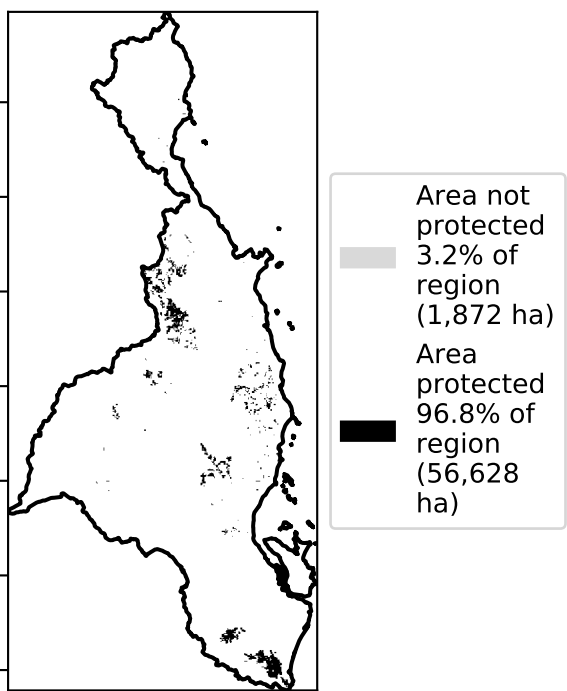 Area not
protected
3.2% of
region
(1,872 ha)
Area
protected
96.8% of
region
(56,628
ha)